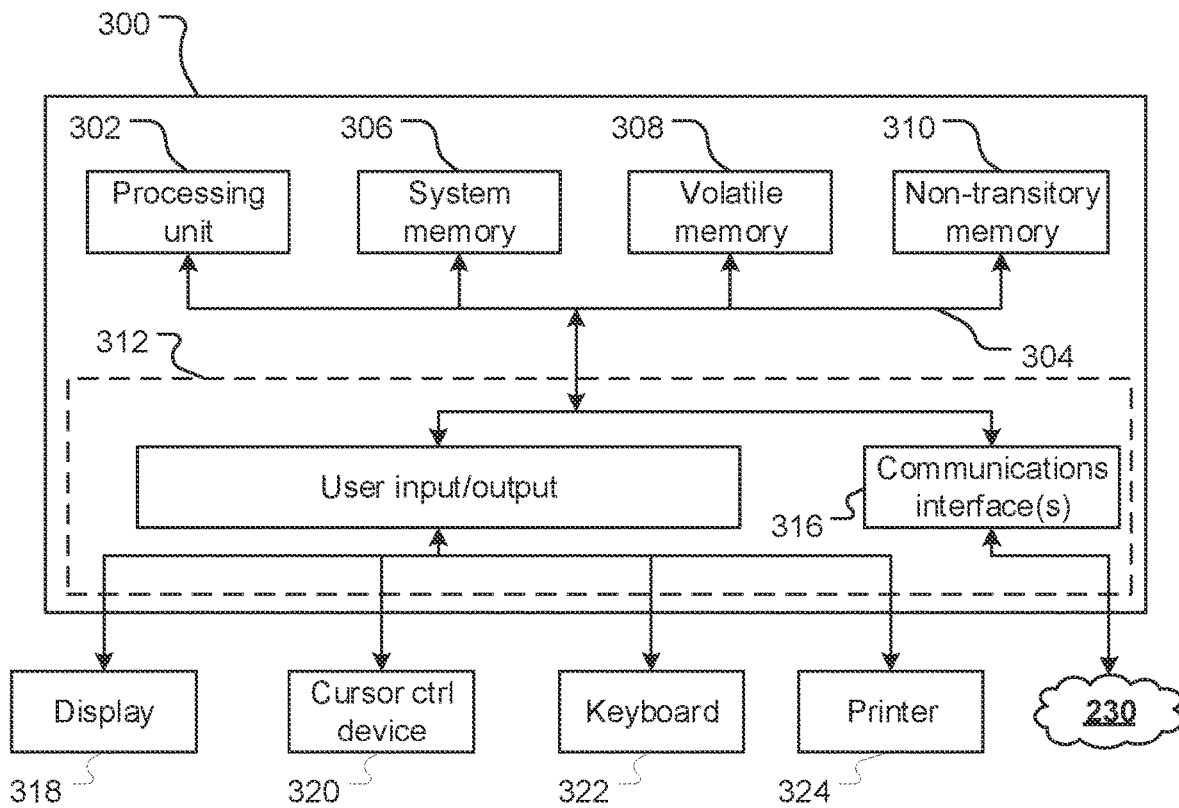 300
302
306
308
310
Processing
unit
System
memory
Volatile
memory
Non-transitory
memory
312
304
User input/output
Communications
interface(s)
316
Display
Cursor ctrl
device
Keyboard
Printer
230
318
320
322
324